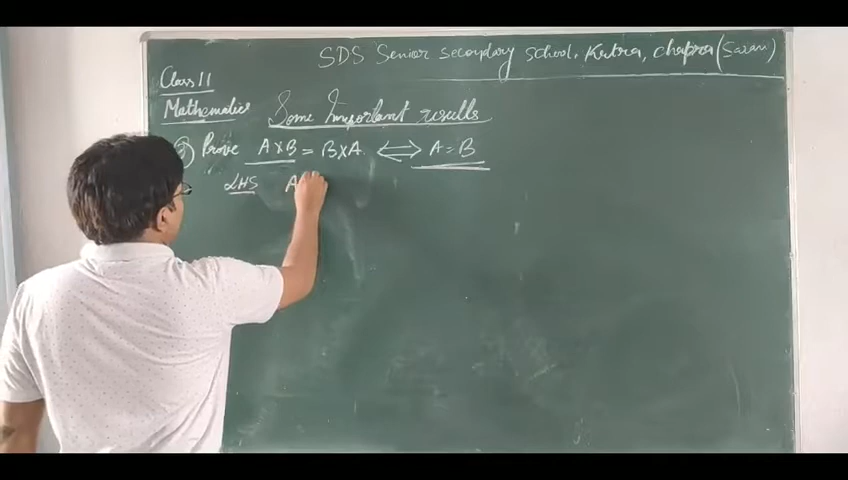 SDS Senior Secondary School, Kutra, Chapra (Saran)
Class 11
Mathematics
Some Important results
Q) Prove A×B = B×A. ⟺ A = B
LHS A